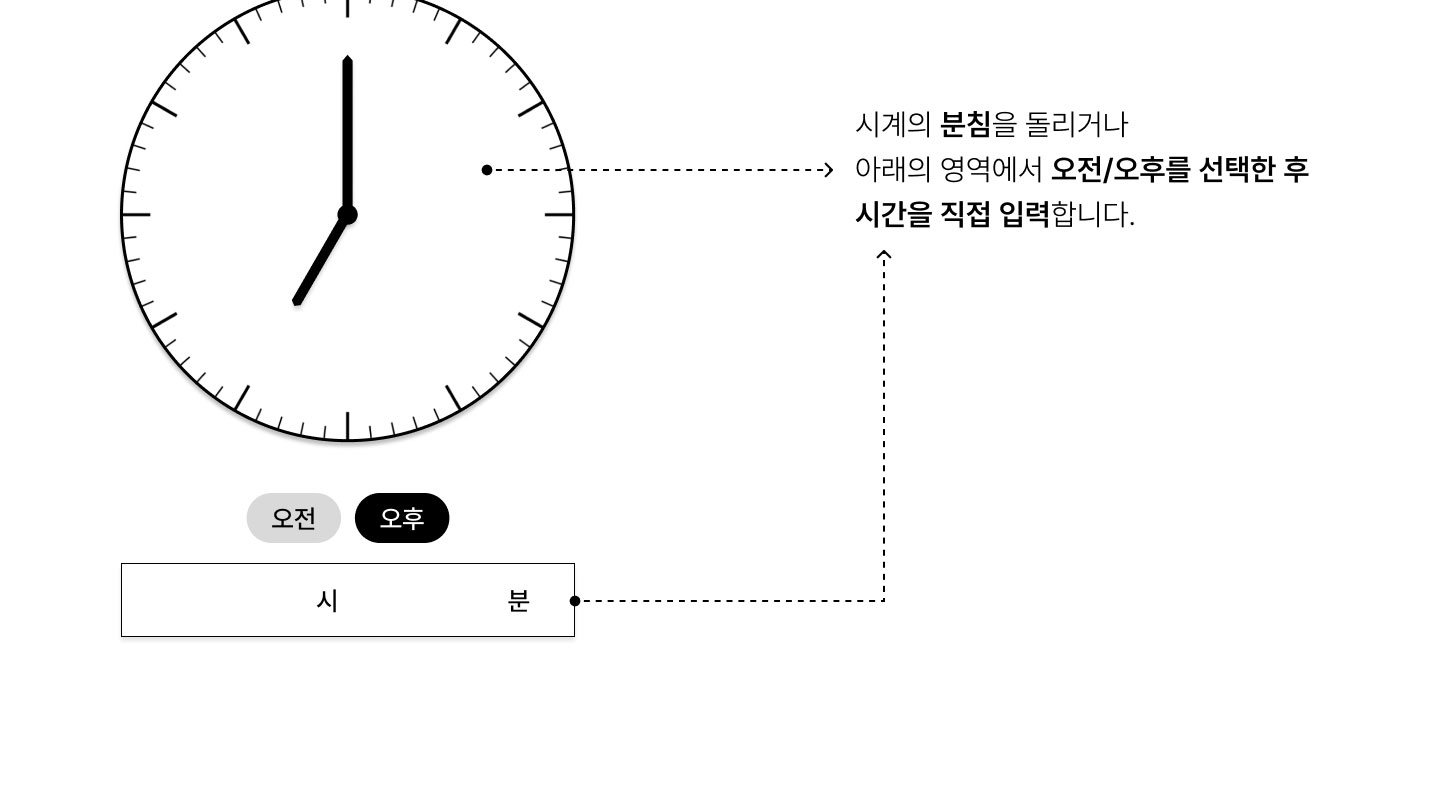 시계의 분침을 돌리거나
아래의 영역에서 오전/오후를 선택한 후
시간을 직접 입력합니다.
오전 오후
시 분